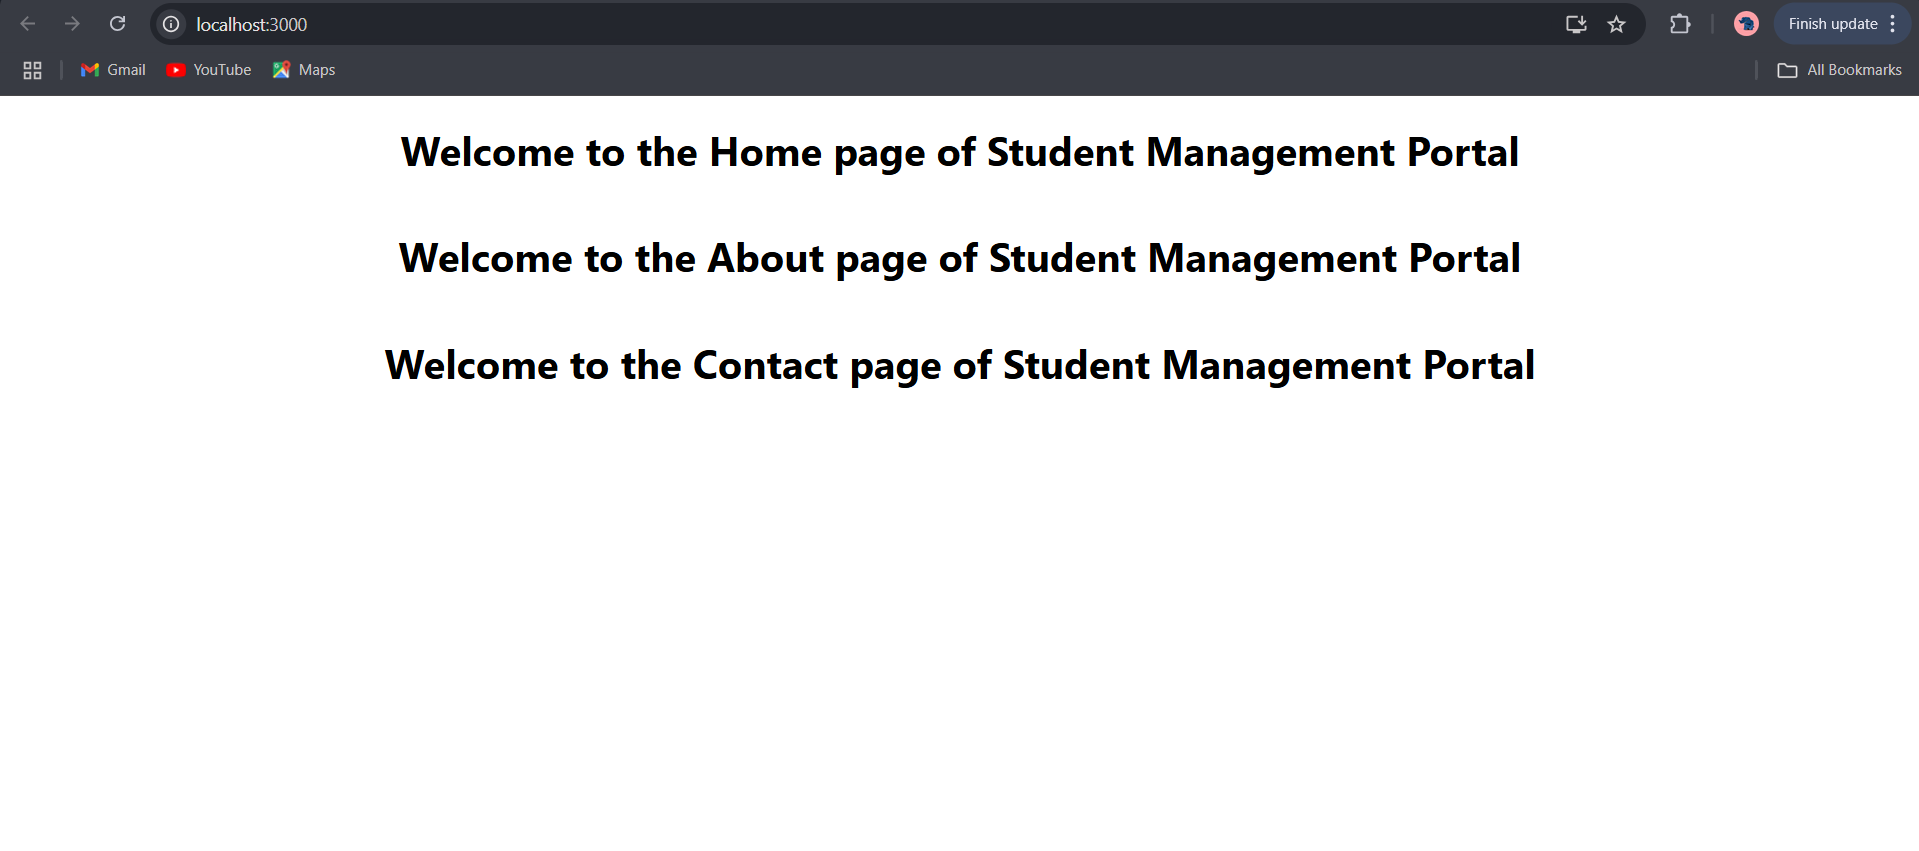 localhost:3000
Finish update
Gmail
YouTube
Maps
All Bookmarks
Welcome to the Home page of Student Management Portal
Welcome to the About page of Student Management Portal
Welcome to the Contact page of Student Management Portal